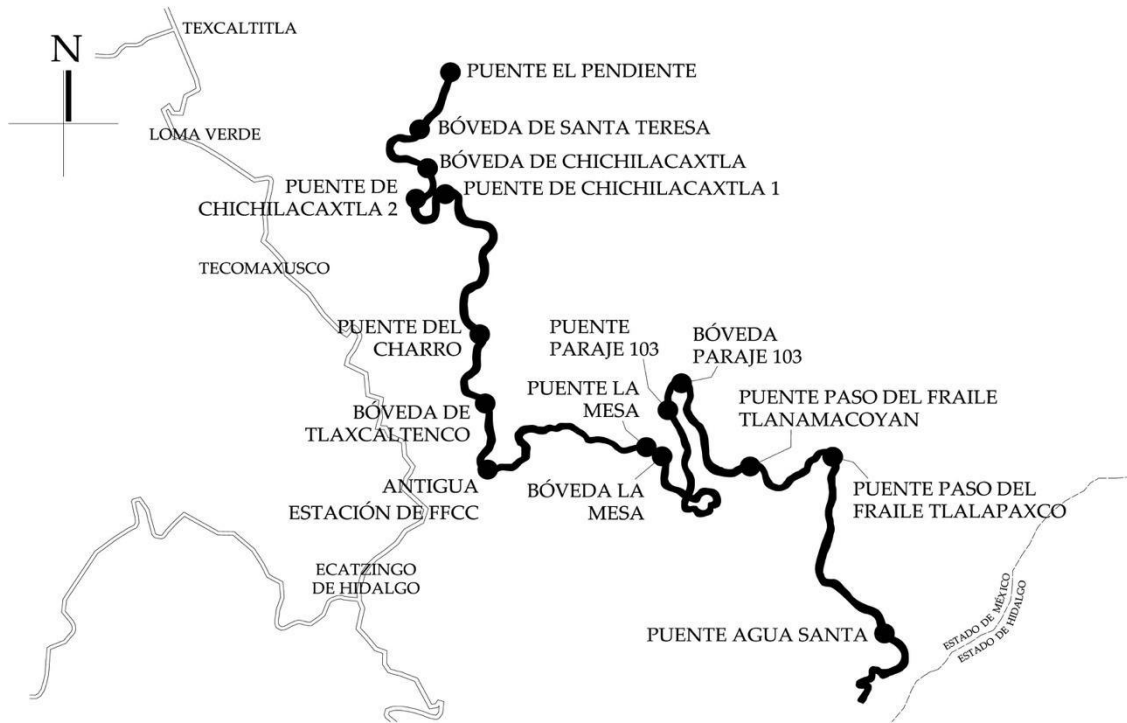 TEXCALTITLA
N
PUENTE EL PENDIENTE
LOMA VERDE
BÓVEDA DE SANTA TERESA
BÓVEDA DE CHICHILACAXTLA
PUENTE DE
CHICHILACAXTLA 2
PUENTE DE CHICHILACAXTLA 1
TECOMAXUSCO
PUENTE DEL
CHARRO
PUENTE
PARAJE 103
BÓVEDA
PARAJE 103
PUENTE LA
MESA
PUENTE PASO DEL FRAILE
TLANAMACOYAN
BÓVEDA DE
TLAXCALTENCO
ANTIGUA
ESTACIÓN DE FFCC
BÓVEDA LA
MESA
PUENTE PASO DEL
FRAILE TLALAPAXCO
ECATZINGO
DE HIDALGO
PUENTE AGUA SANTA
ESTADO DE MÉXICO
ESTADO DE HIDALGO